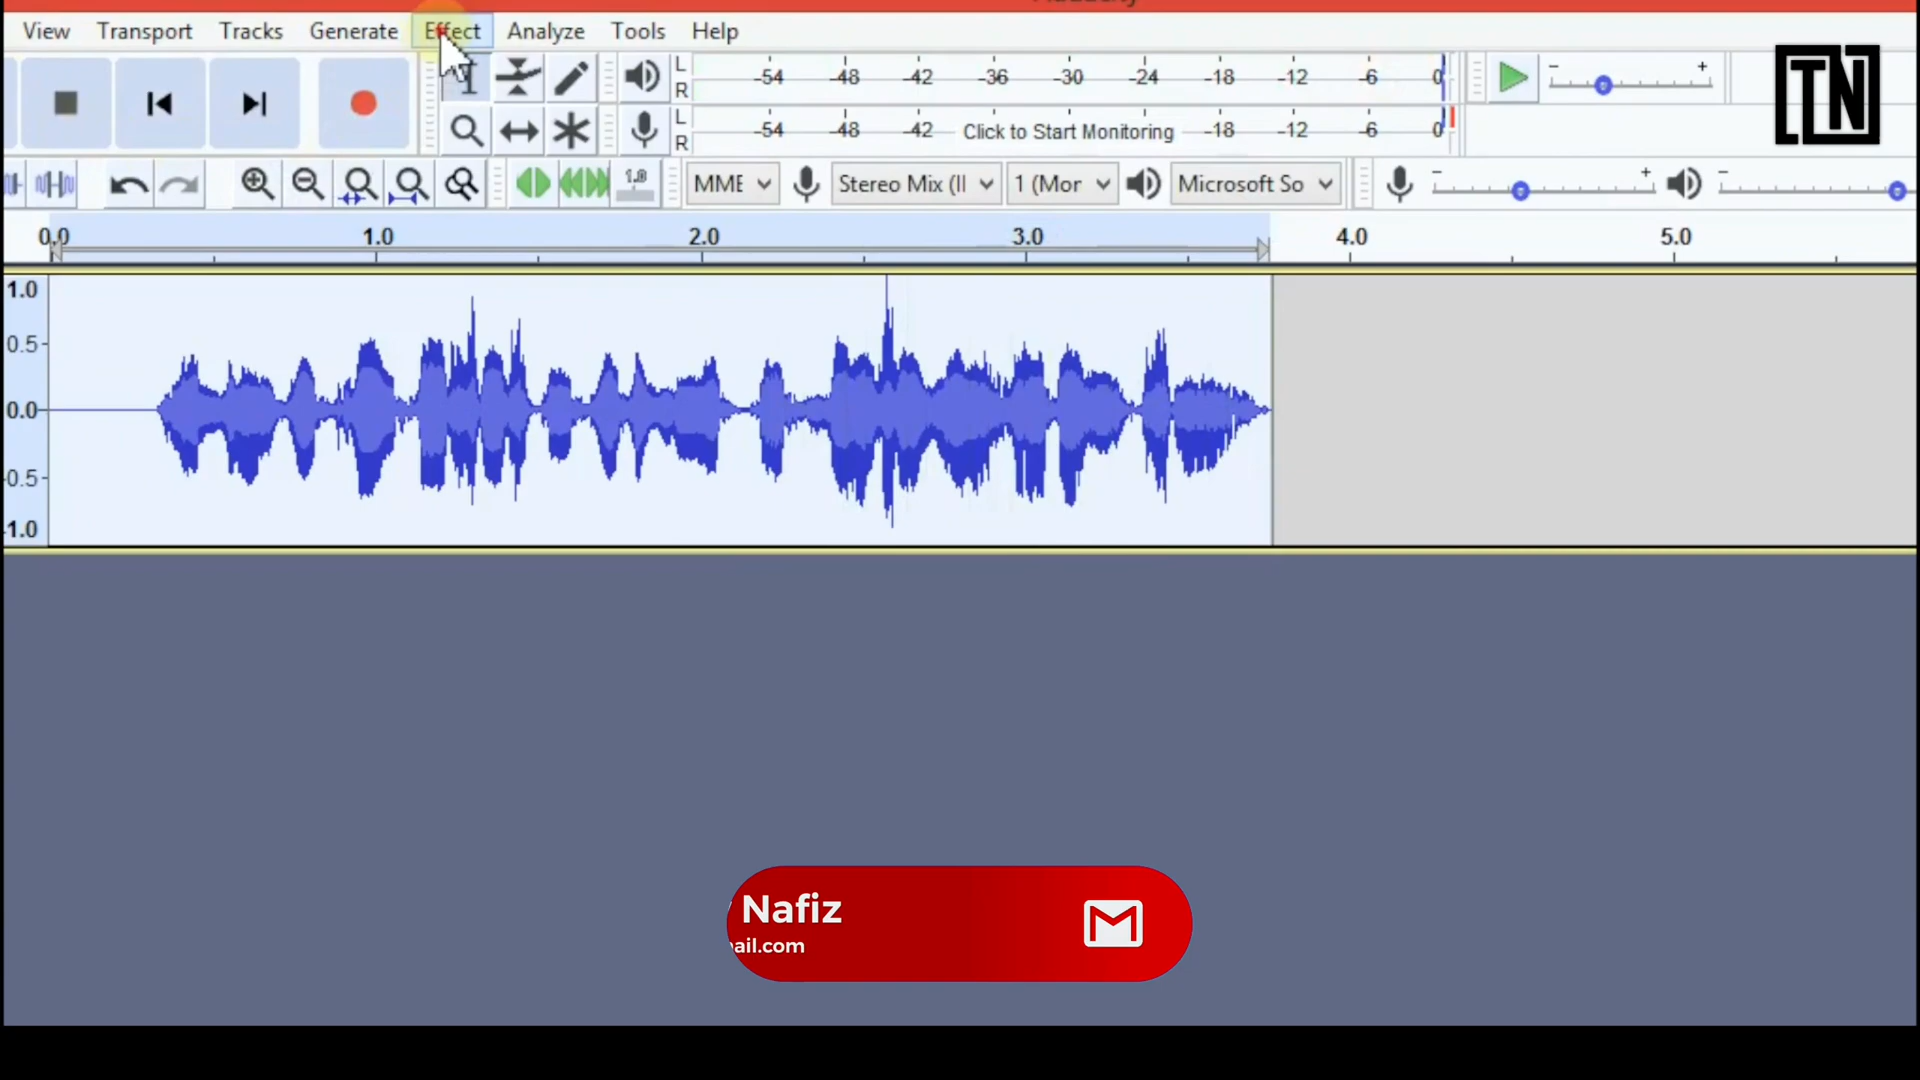 View Transport Tracks Generate Effect Analyze Tools Help
L
R
-54 -48 -42 -36 -30 -24 -18 -12 -6 0
- +
TN
L
R
-54 -48 -42 Click to Start Monitoring -18 -12 -6 0
1.0
MME
Stereo Mix (I
1 (Mor
Microsoft So
- +
-
0.0 1.0 2.0 3.0 4.0 5.0
1.0
0.5-
0.0-
-0.5-
-1.0
Nafiz
ail.com